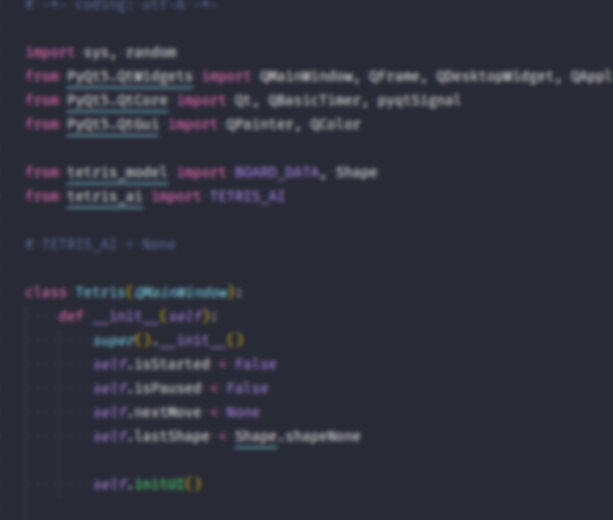 # -*- coding: utf-8 -*-
import sys, random
from PyQt5.QtWidgets import QMainWindow, QFrame, QDesktopWidget, QAppl
from PyQt5.QtCore import Qt, QBasicTimer, pyqtSignal
from PyQt5.QtGui import QPainter, QColor
from tetris_model import BOARD_DATA, Shape
from tetris_ai import TETRIS_AI
# TETRIS_AI = None
class Tetris(QMainWindow):
def __init__(self):
super().__init__()
self.isStarted = False
self.isPaused = False
self.nextMove = None
self.lastShape = Shape.shapeNone
self.initUI()